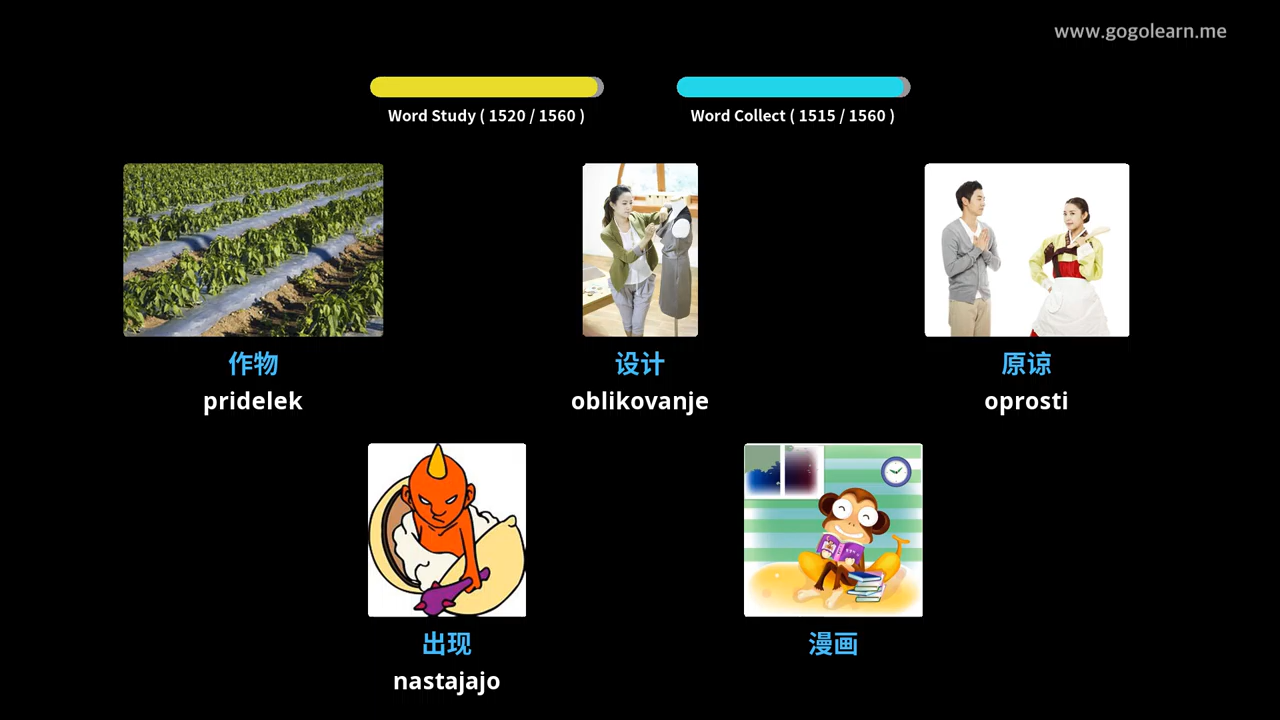 www.gogolearn.me
Word Study ( 1520 / 1560 )
Word Collect ( 1515 / 1560 )
作物
设计
原谅
pridelek
oblikovanje
oprosti
出现
漫画
nastajajo